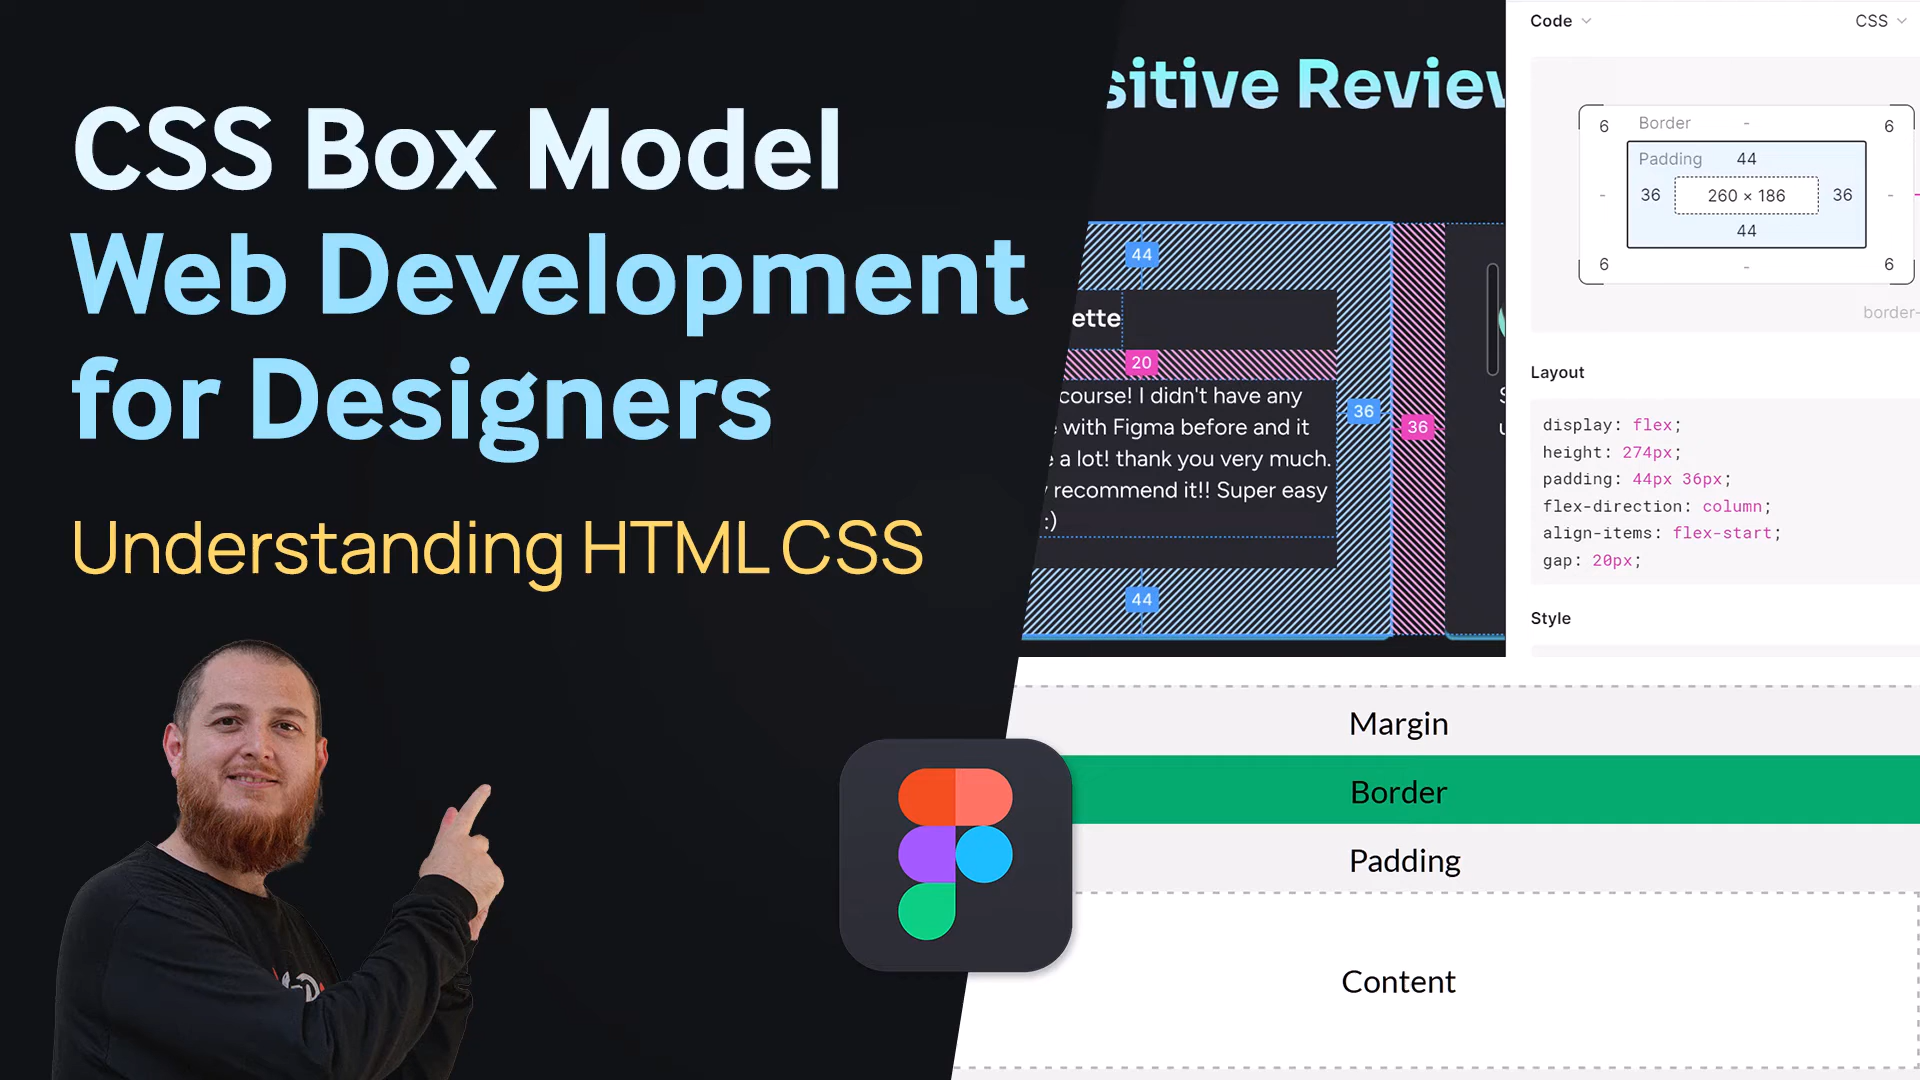 CSS Box Model
Web Development
for Designers
Understanding HTML CSS
sitive Review
44
ette
20
course! I didn't have any
with Figma before and it
a lot! thank you very much.
recommend it!! Super easy
:)
36
36
44
Code
CSS
6
Border
-
6
Padding
44
-
36
260 × 186
36
-
44
6
-
6
border-
Layout
display: flex;
height: 274px;
padding: 44px 36px;
flex-direction: column;
align-items: flex-start;
gap: 20px;
Style
Margin
Border
Padding
Content